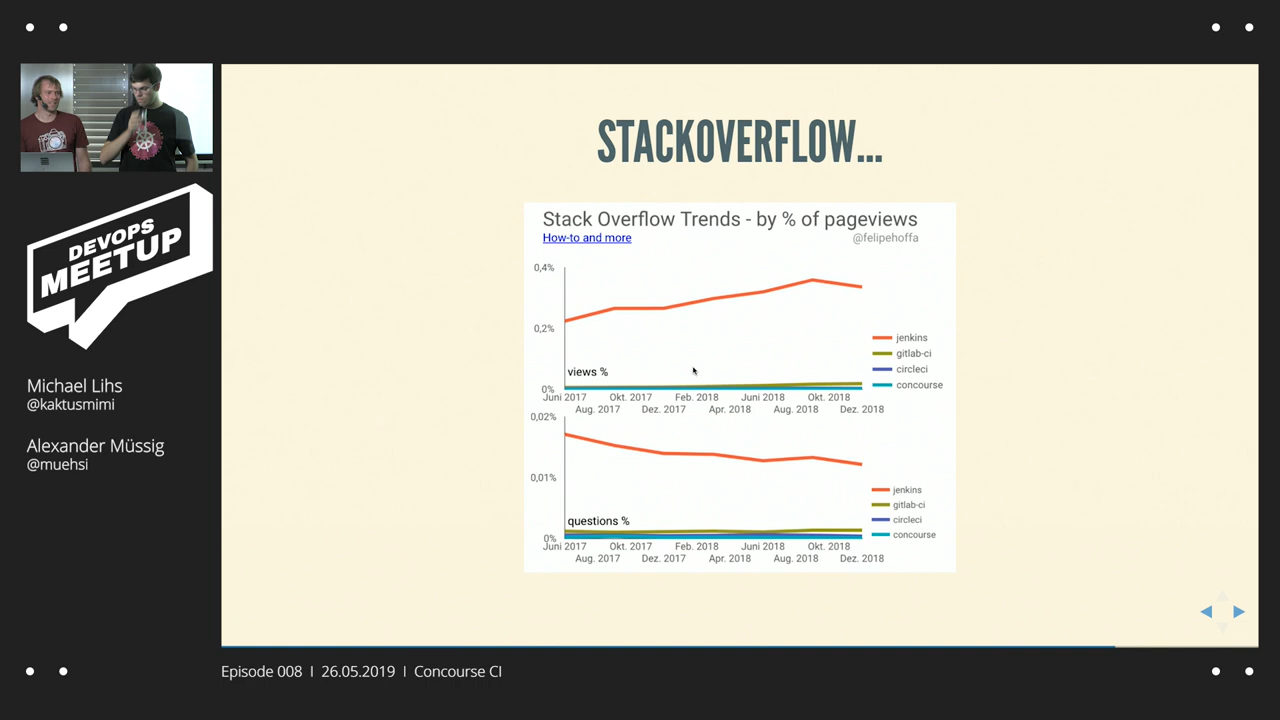 DEVOPS
MEETUP
Michael Lihs
@kaktusmimi
Alexander Müssig
@muehsi
STACKOVERFLOW...
Stack Overflow Trends - by % of pageviews
How-to and more
@felipehoffa
0,4%
0,2%
0%
views %
jenkins
gitlab-ci
circleci
concourse
Juni 2017 Okt. 2017 Feb. 2018 Juni 2018 Okt. 2018
Aug. 2017 Dez. 2017 Apr. 2018 Aug. 2018 Dez. 2018
0,02%
0,01%
0%
questions %
jenkins
gitlab-ci
circleci
concourse
Juni 2017 Okt. 2017 Feb. 2018 Juni 2018 Okt. 2018
Aug. 2017 Dez. 2017 Apr. 2018 Aug. 2018 Dez. 2018
Episode 008 | 26.05.2019 | Concourse CI